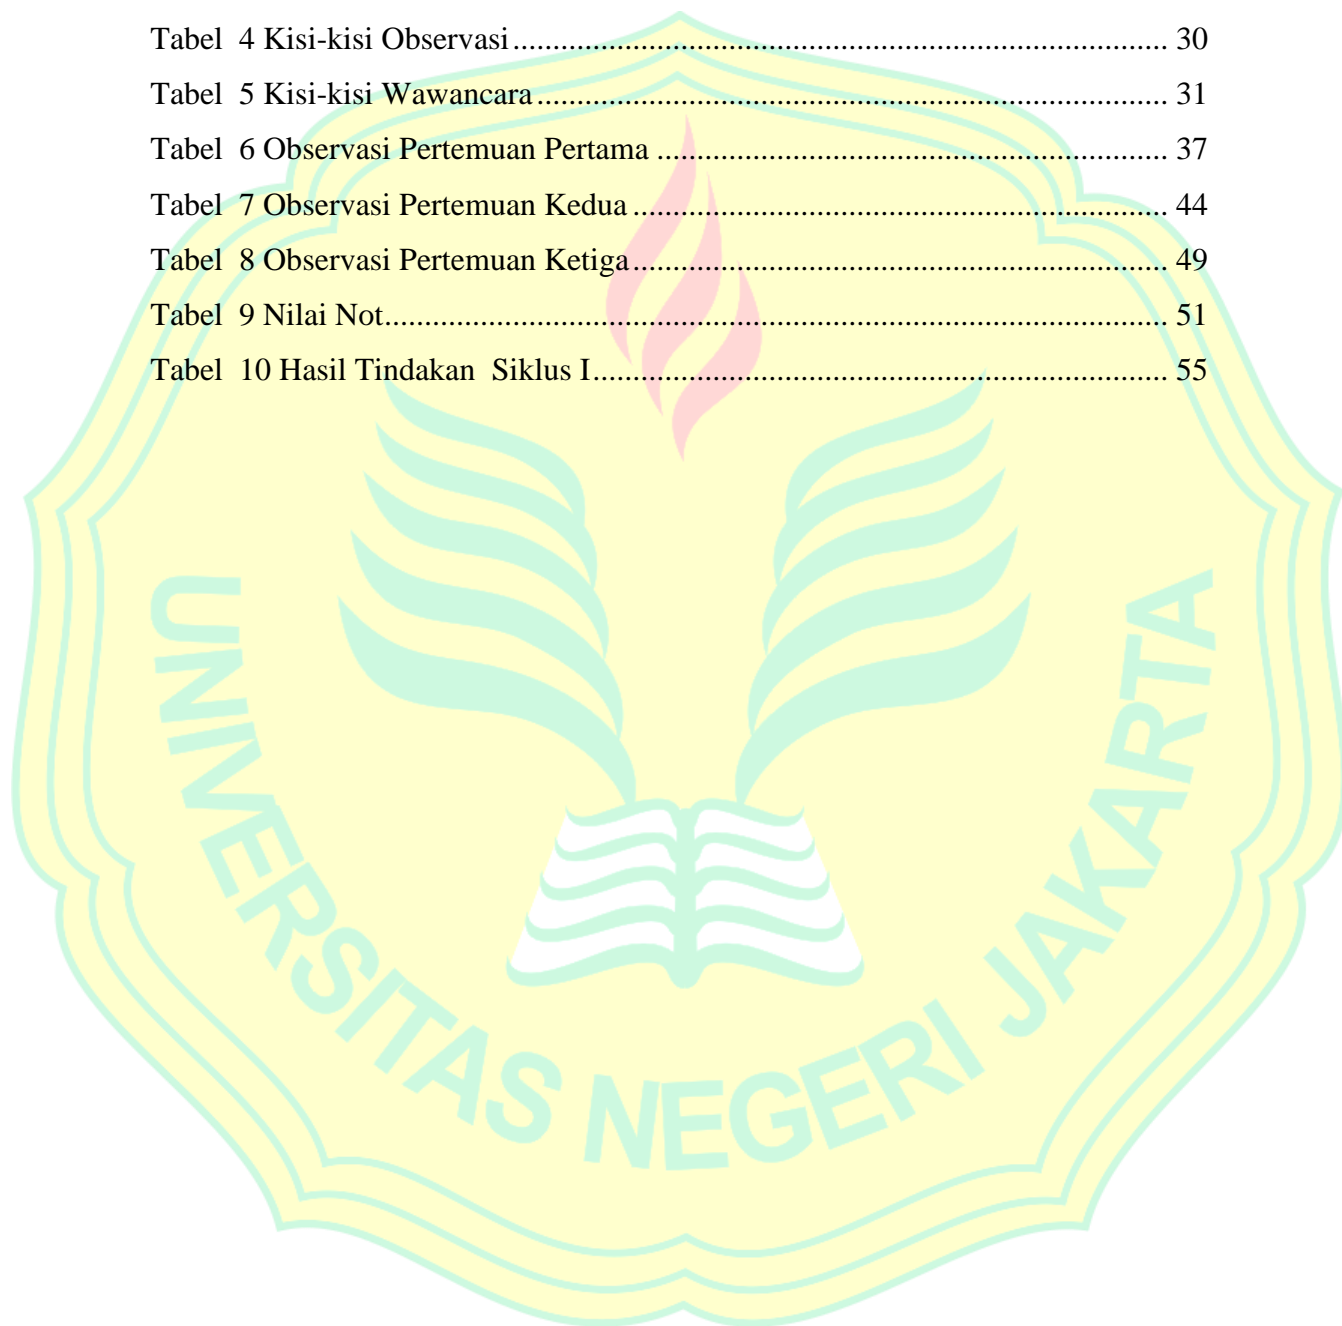 Tabel  4 Kisi-kisi Observasi.................................................................................. 30
Tabel  5 Kisi-kisi Wawancara............................................................................... 31
Tabel  6 Observasi Pertemuan Pertama ................................................................ 37
Tabel  7 Observasi Pertemuan Kedua ................................................................... 44
Tabel  8 Observasi Pertemuan Ketiga................................................................... 49
Tabel  9 Nilai Not.................................................................................................. 51
Tabel  10 Hasil Tindakan  Siklus I........................................................................ 55
UNIVERSITAS NEGERI JAKARTA